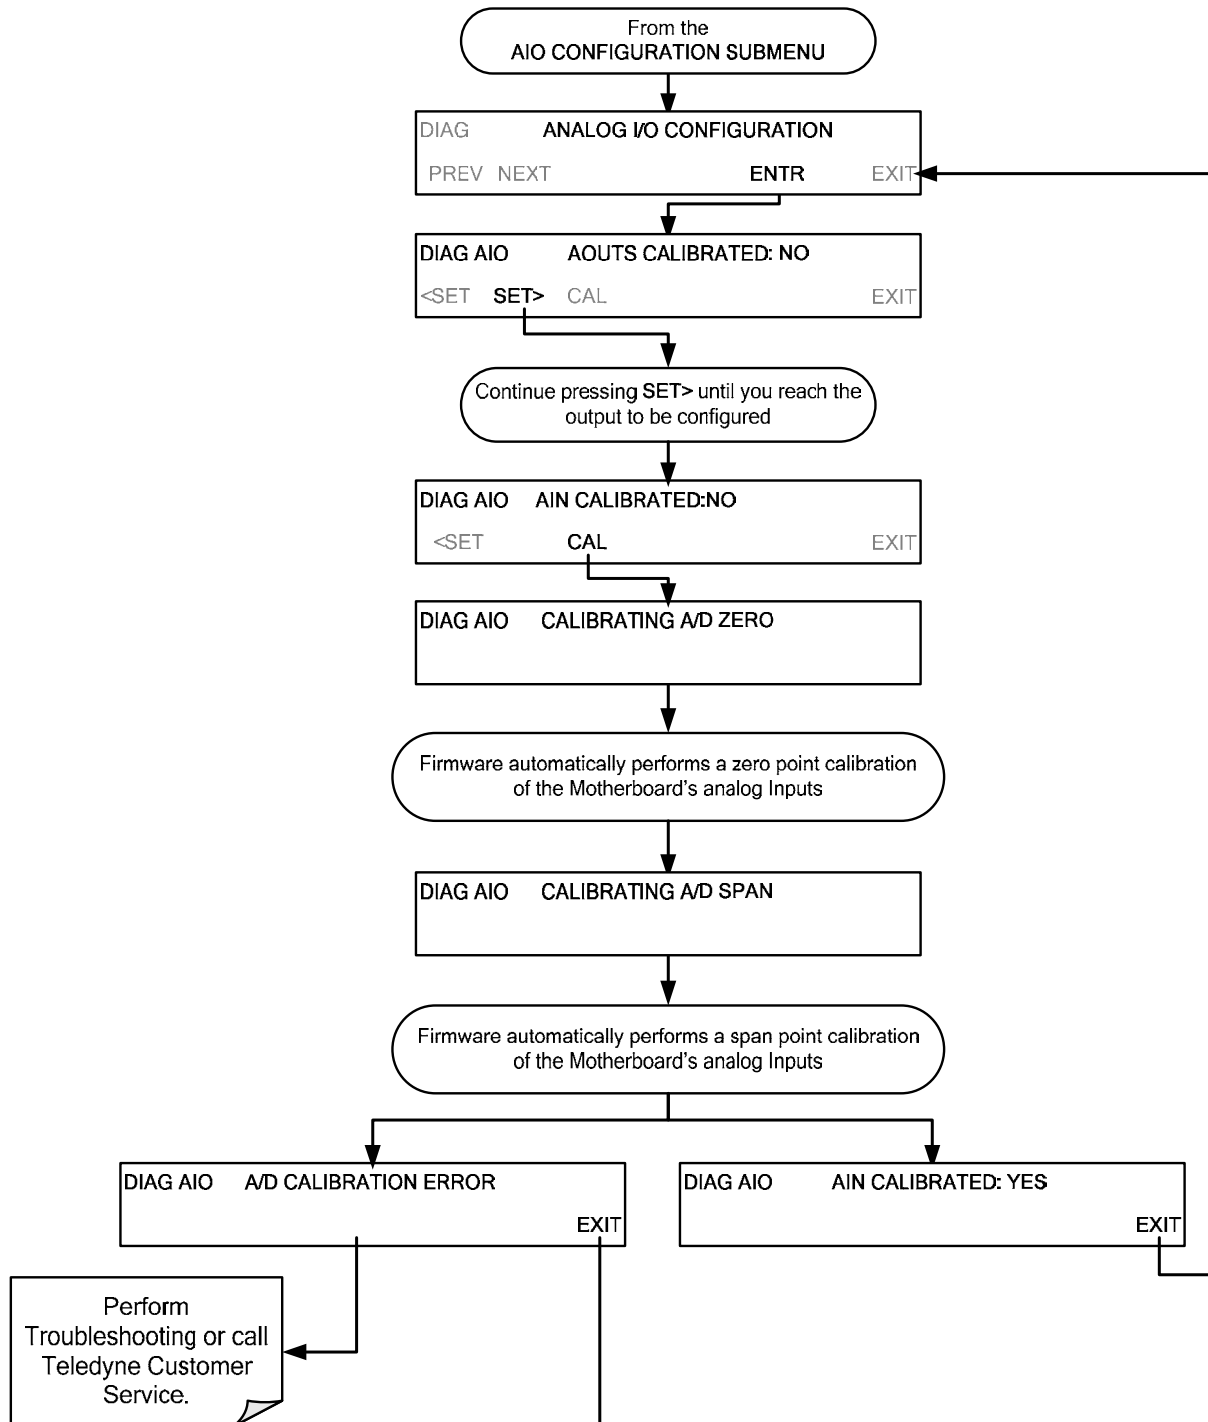 From the
AIO CONFIGURATION SUBMENU
DIAG ANALOG I/O CONFIGURATION
PREV NEXT ENTR EXIT
DIAG AIO AOUTS CALIBRATED: NO
<SET SET> CAL EXIT
Continue pressing SET> until you reach the
output to be configured
DIAG AIO AIN CALIBRATED:NO
<SET CAL EXIT
DIAG AIO CALIBRATING A/D ZERO
Firmware automatically performs a zero point calibration
of the Motherboard's analog Inputs
DIAG AIO CALIBRATING A/D SPAN
Firmware automatically performs a span point calibration
of the Motherboard's analog Inputs
DIAG AIO A/D CALIBRATION ERROR
EXIT
DIAG AIO AIN CALIBRATED: YES
EXIT
Perform
Troubleshooting or call
Teledyne Customer
Service.